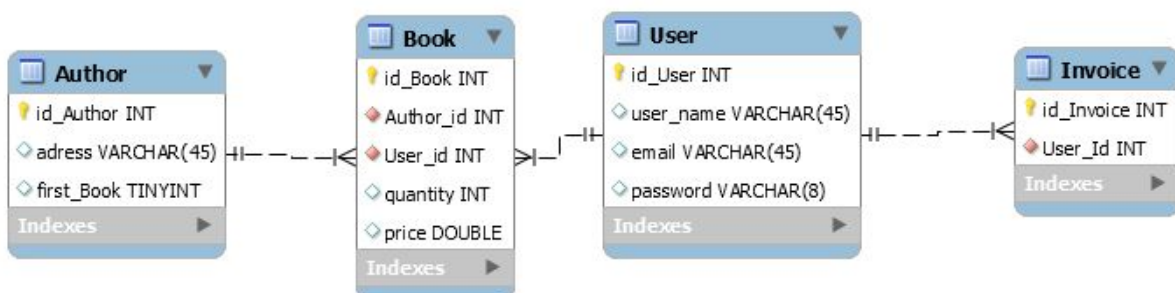 Author
id_Author INT
adress VARCHAR(45)
first_Book TINYINT
Indexes
Book
id_Book INT
Author_id INT
User_id INT
quantity INT
price DOUBLE
Indexes
User
id_User INT
user_name VARCHAR(45)
email VARCHAR(45)
password VARCHAR(8)
Indexes
Invoice
id_Invoice INT
User_Id INT
Indexes